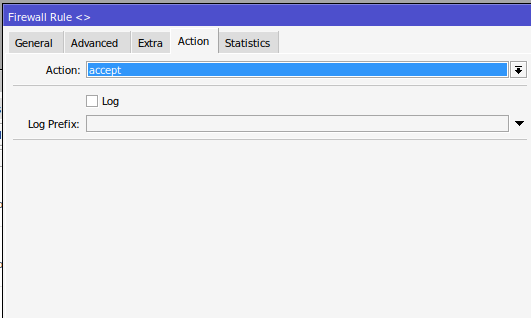 Firewall Rule <>
General Advanced Extra Action Statistics
Action: accept
Log
Log Prefix: